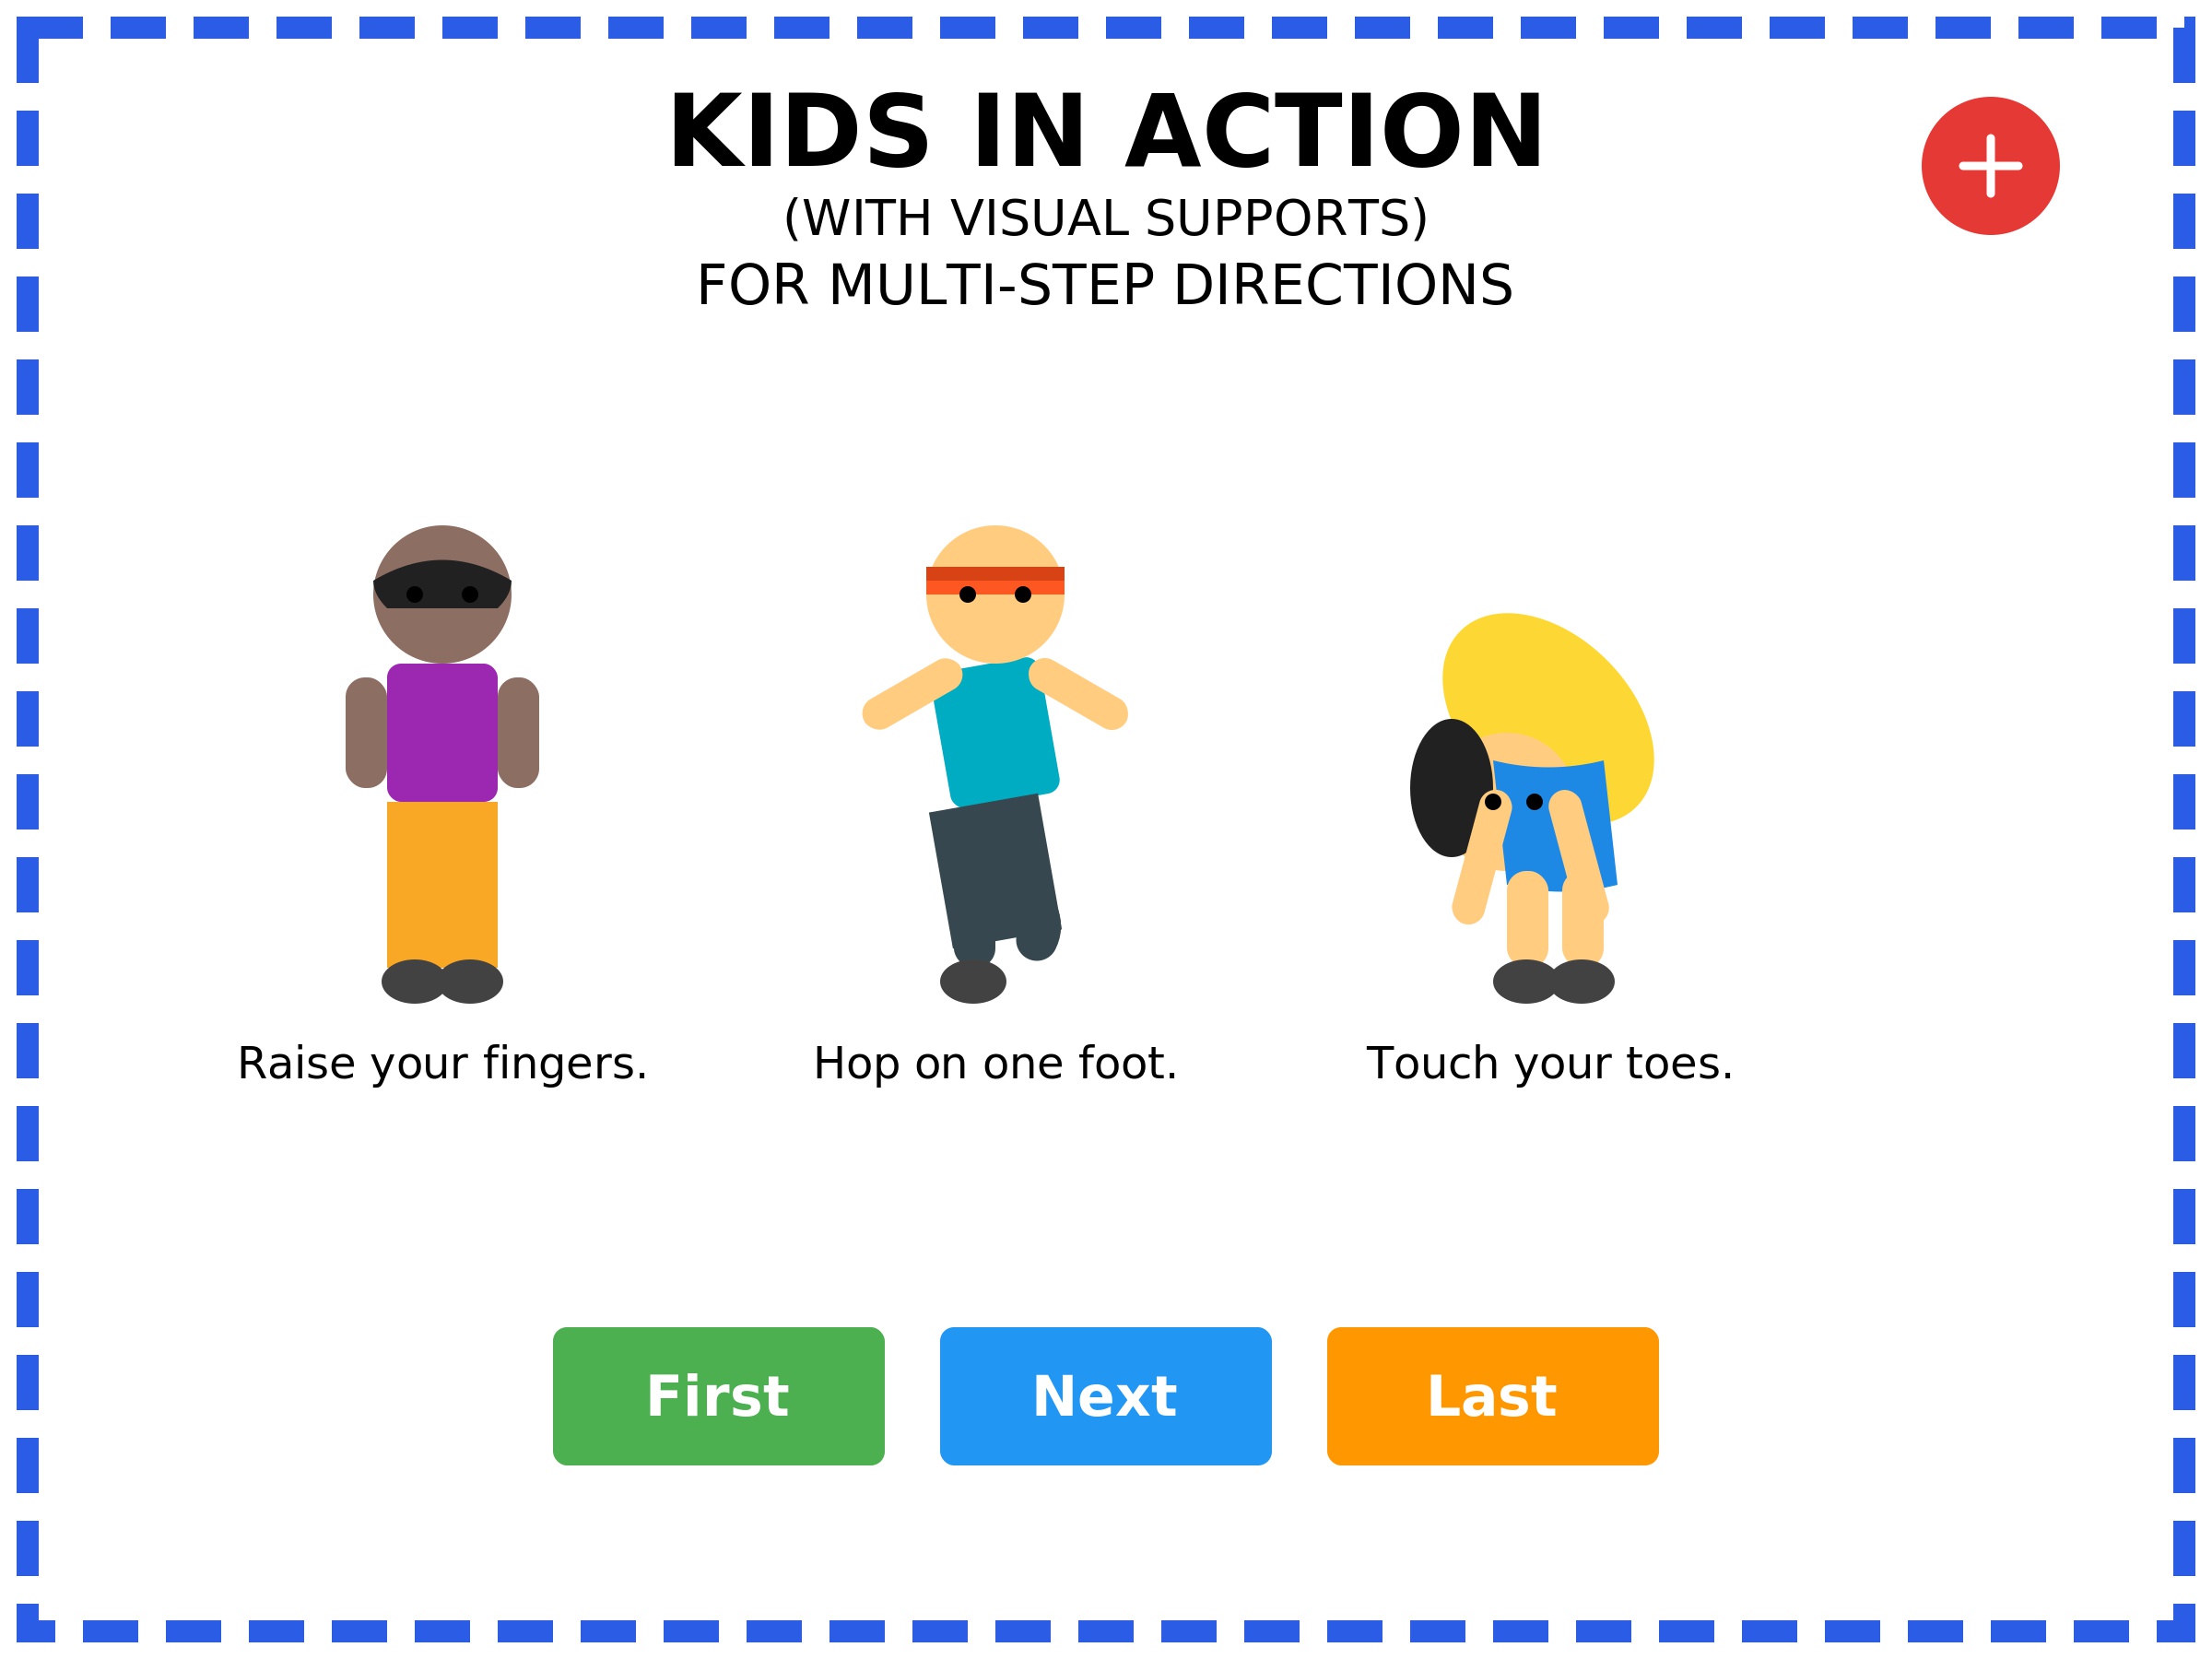 KIDS IN ACTION
(WITH VISUAL SUPPORTS)
FOR MULTI-STEP DIRECTIONS
Raise your fingers.
Hop on one foot.
Touch your toes.
First
Next
Last